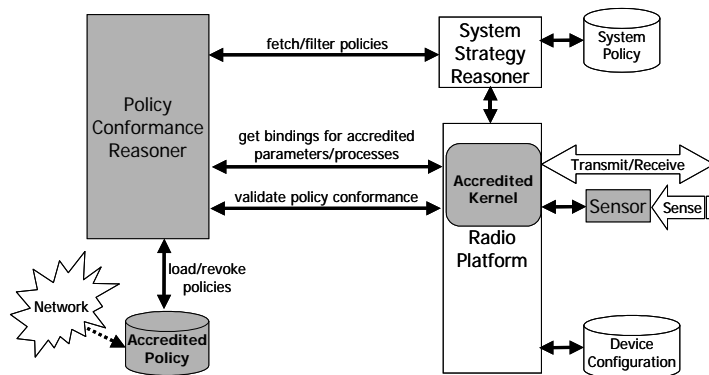 fetch/filter policies
System
Strategy
Reasoner
System
Policy
Policy
Conformance
Reasoner
get bindings for accredited
parameters/processes
validate policy conformance
Accredited
Kernel
Radio
Platform
Transmit/Receive
Sensor
Sense
load/revoke
policies
Network
Accredited
Policy
Device
Configuration